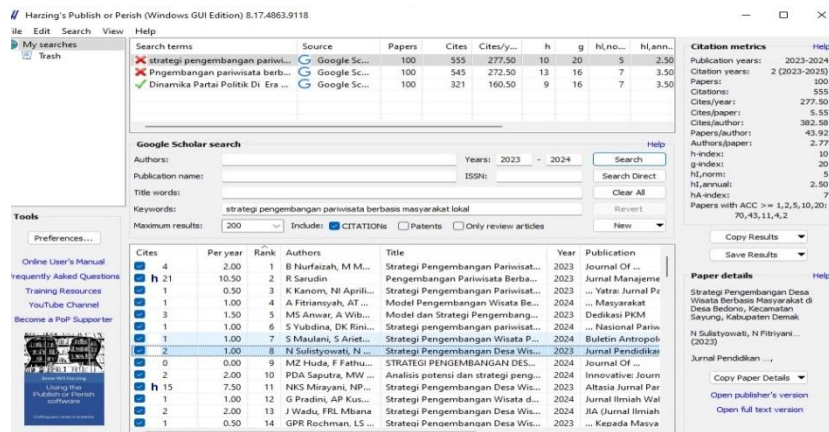 Harzing's Publish or Perish (Windows GUI Edition) 8.17.4863.9118
ile Edit Search View Help
My searches
Trash
Search terms Source Papers Cites Cites/y... h g hI,no... hI,ann..
strategi pengembangan pariwi... Google Sc... 100 555 277.50 10 20 5 2.50
Pngembangan pariwisata berb... Google Sc... 100 545 272.50 13 16 7 3.50
Dinamika Partai Politik Di Era ... Google Sc... 100 321 160.50 9 16 7 3.50
Google Scholar search Help
Authors: Years: 2023 - 2024 Search
Publication name: ISSN: Search Direct
Title words: Clear All
Keywords: strategi pengembangan pariwisata berbasis masyarakat lokal Revert
Maximum results: 200 Include: CITATIONs Patents Only review articles New
Cites Per year Rank Authors Title Year Publication
4 2.00 1 B Nurfaizah, M M... Strategi Pengembangan Pariwisat... 2023 Journal Of ...
h 21 10.50 2 R Sarudin Pengembangan Pariwisata Berba... 2023 Jurnal Manajeme
1 0.50 3 K Kanom, NI Aprili... Strategi Pengembangan Pariwisat... 2023 ... Yatra: Jurnal Pa
1 1.00 4 A Fitriansyah, AT ... Model Pengembangan Wisata Be... 2024 ... Masyarakat
3 1.50 5 MS Anwar, A Wib... Model dan Strategi Pengembang... 2023 Dedikasi PKM
1 1.00 6 S Yubdina, DK Rini... Strategi pengembangan pariwisat... 2024 ... Nasional Pariw
1 1.00 7 S Maulani, S Ariet... Strategi Pengembangan Wisata P... 2024 Buletin Antropolo
2 1.00 8 N Sulistyowati, N ... Strategi Pengembangan Desa Wis... 2023 Jurnal Pendidikan
0 0.00 9 MZ Huda, F Fathu... STRATEGI PENGEMBANGAN DES... 2024 Journal Of ...
2 2.00 10 PDA Saputra, MW ... Analisis potensi dan strategi peng... 2024 Innovative: Journ
h 15 7.50 11 NKS Mirayani, NP... Strategi Pengembangan Desa Wis... 2023 Altasia Jurnal Par
1 1.00 12 G Pradini, AP Kus... Strategi Pengembangan Wisata d... 2024 Jurnal Ilmiah Wal
2 2.00 13 J Wadu, FRL Mbana Strategi Pengembangan Desa Wis... 2024 JIA (Jurnal Ilmiah
1 0.50 14 GPR Rochman, LS ... Strategi Pengembangan Desa Wis... 2023 ... Kepada Masya
Tools
Preferences...
Online User's Manual
requently Asked Questions
Training Resources
YouTube Channel
Become a PoP Supporter
Anne-Wil Harzing
Using the
Publish or Perish
software
Citation metrics Help
Publication years: 2023-2024
Citation years: 2 (2023-2025)
Papers: 100
Citations: 555
Cites/year: 277.50
Cites/paper: 5.55
Cites/author: 382.58
Papers/author: 43.92
Authors/paper: 2.77
h-index: 10
g-index: 20
hI,norm: 5
hI,annual: 2.50
hA-index: 7
Papers with ACC >= 1,2,5,10,20:
70,43,11,4,2
Copy Results
Save Results
Paper details Help
Strategi Pengembangan Desa
Wisata Berbasis Masyarakat di
Desa Bedono, Kecamatan
Sayung, Kabupaten Demak
N Sulistyowati, N Fitriyani...
(2023)
Jurnal Pendidikan ...,
Copy Paper Details
Open publisher's version
Open full text version